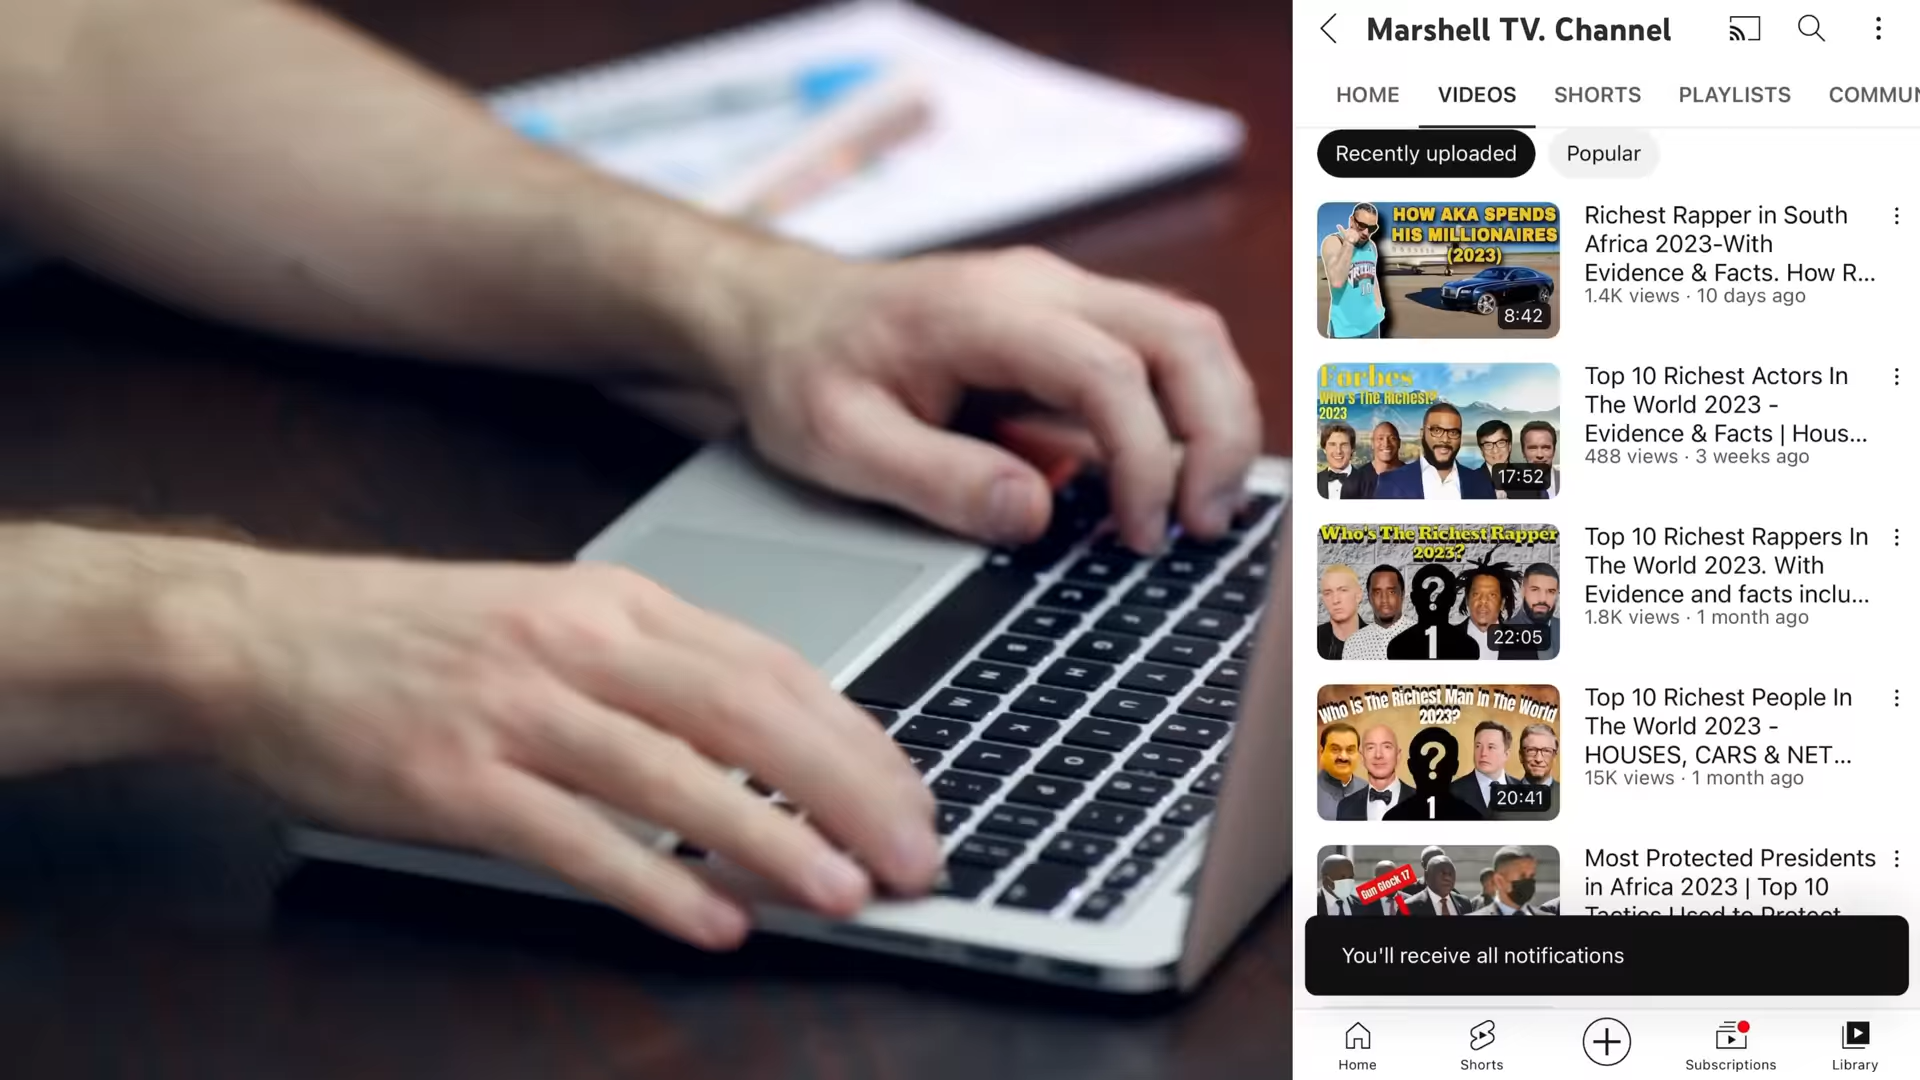 Marshell TV. Channel
HOME VIDEOS SHORTS PLAYLISTS COMMUN
Recently uploaded Popular
HOW AKA SPENDS
HIS MILLIONAIRES
(2023)
8:42
Richest Rapper in South
Africa 2023-With
Evidence & Facts. How R...
1.4K views · 10 days ago
Forbes
Who's The Richest?
2023
17:52
Top 10 Richest Actors In
The World 2023 -
Evidence & Facts | Hous...
488 views · 3 weeks ago
Who's The Richest Rapper
2023?
?
1
22:05
Top 10 Richest Rappers In
The World 2023. With
Evidence and facts inclu...
1.8K views · 1 month ago
Who Is The Richest Man In The World
2023?
?
1
20:41
Top 10 Richest People In
The World 2023 -
HOUSES, CARS & NET...
15K views · 1 month ago
Gun Glock 17
Most Protected Presidents
in Africa 2023 | Top 10
Tactics Used to Protect
You'll receive all notifications
Home Shorts Subscriptions Library